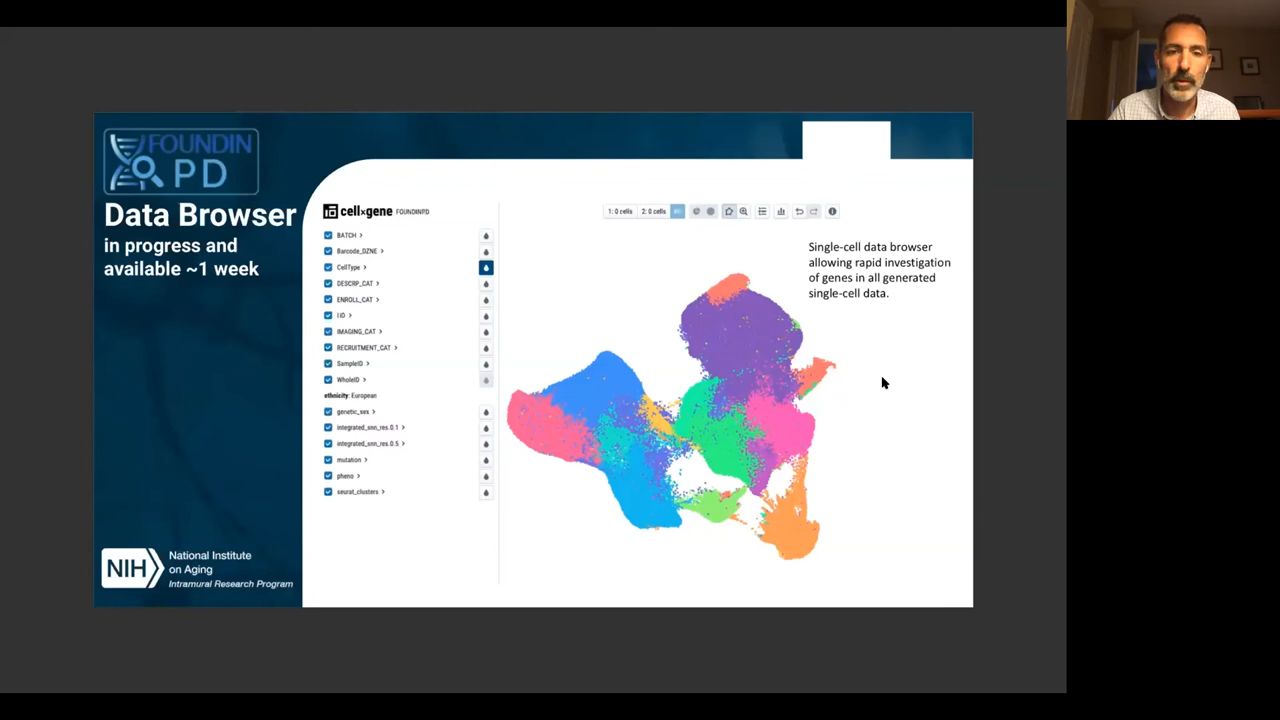 FOUNDIN
PD
Data Browser
in progress and
available ~1 week
NIH
National Institute
on Aging
Intramural Research Program
cellxgene FOUNDINPD
BATCH >
Barcode_DZNE >
CellType >
DESCRP_CAT >
ENROLL_CAT >
IID >
IMAGING_CAT >
RECRUITMENT_CAT >
SampleID >
WholeID >
ethnicity: European
genetic_sex >
integrated_snn_res.0.1 >
integrated_snn_res.0.5 >
mutation >
pheno >
seurat_clusters >
1: 0 cells
2: 0 cells
Single-cell data browser
allowing rapid investigation
of genes in all generated
single-cell data.